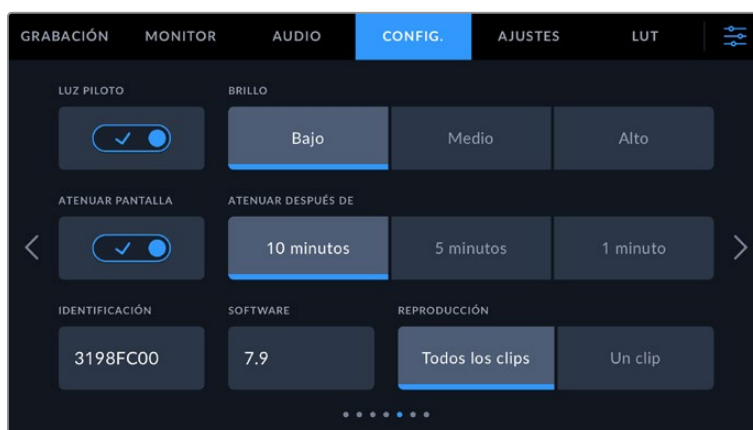 GRABACIÓN MONITOR AUDIO CONFIG. AJUSTES LUT
LUZ PILOTO BRILLO
Bajo Medio Alto
ATENUAR PANTALLA ATENUAR DESPUÉS DE
10 minutos 5 minutos 1 minuto
IDENTIFICACIÓN SOFTWARE REPRODUCCIÓN
3198FC00 7.9 Todos los clips Un clip